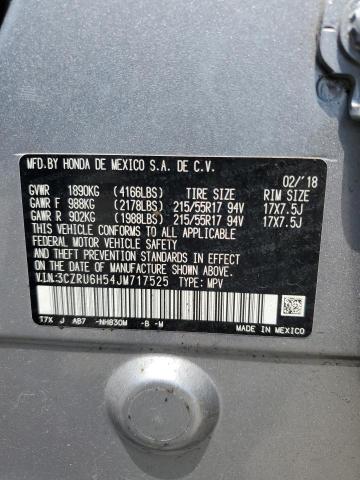 MFD.BY HONDA DE MEXICO S.A. DE C.V.
02/'18
GVWR 1890KG (4166LBS) TIRE SIZE RIM SIZE
GAWR F 988KG (2178LBS) 215/55R17 94V 17X7.5J
GAWR R 902KG (1988LBS) 215/55R17 94V 17X7.5J
THIS VEHICLE CONFORMS TO ALL APPLICABLE
FEDERAL MOTOR VEHICLE SAFETY AND
THEFT PREVENTION STANDARDS IN EFFECT ON
THE DATE OF MANUFACTURE SHOWN ABOVE.
V.I.N:3CZRU6H54JM717525 TYPE: MPV
T7X J AB7 -NH830M -B -M
MADE IN MEXICO